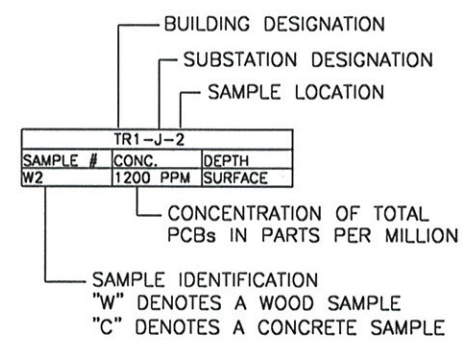 BUILDING DESIGNATION
SUBSTATION DESIGNATION
SAMPLE LOCATION
TR1-J-2
SAMPLE # CONC. DEPTH
W2 1200 PPM SURFACE
CONCENTRATION OF TOTAL
PCBs IN PARTS PER MILLION
SAMPLE IDENTIFICATION
"W" DENOTES A WOOD SAMPLE
"C" DENOTES A CONCRETE SAMPLE